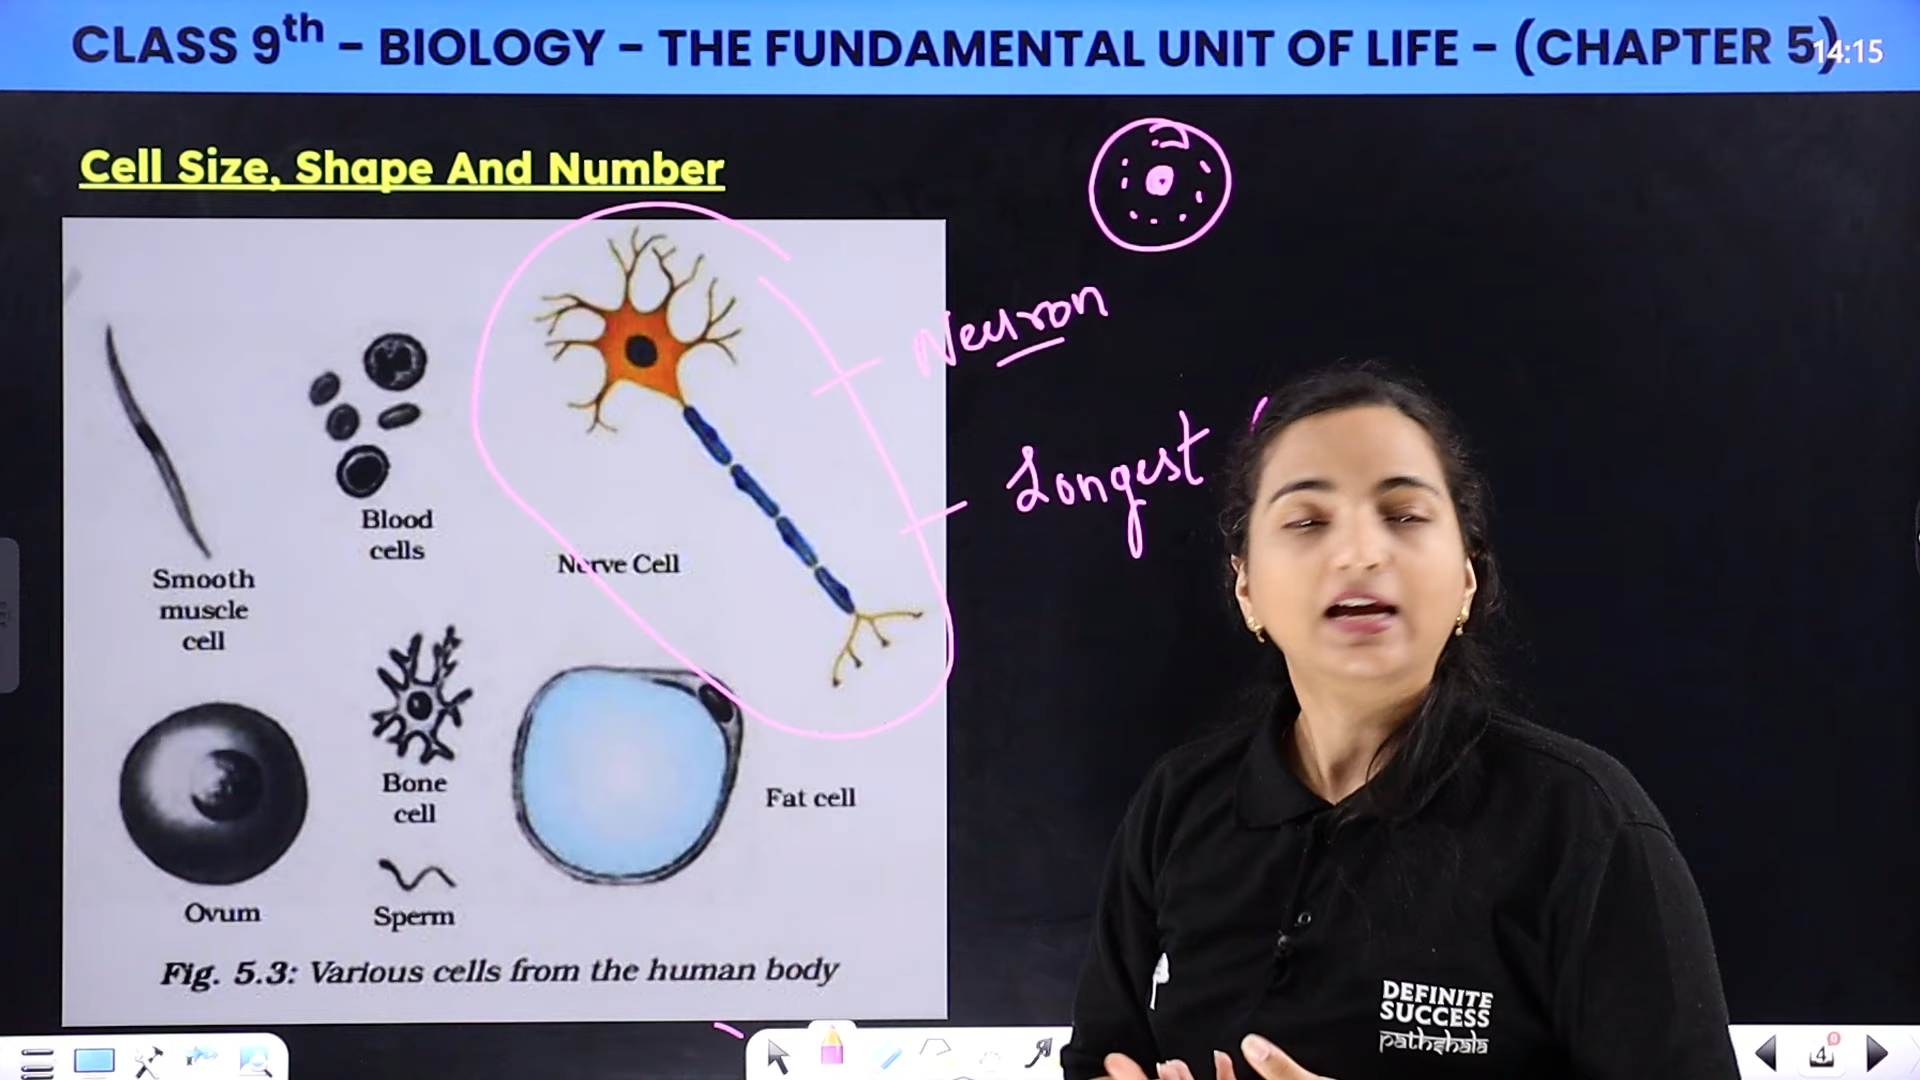 CLASS 9th – BIOLOGY – THE FUNDAMENTAL UNIT OF LIFE – (CHAPTER 5)
14:15
Cell Size, Shape And Number
Neuron
Longest
Blood
cells
Nerve Cell
Smooth
muscle
cell
Bone
cell
Fat cell
Ovum
Sperm
Fig. 5.3: Various cells from the human body
DEFINITE
SUCCESS
pathshala
4